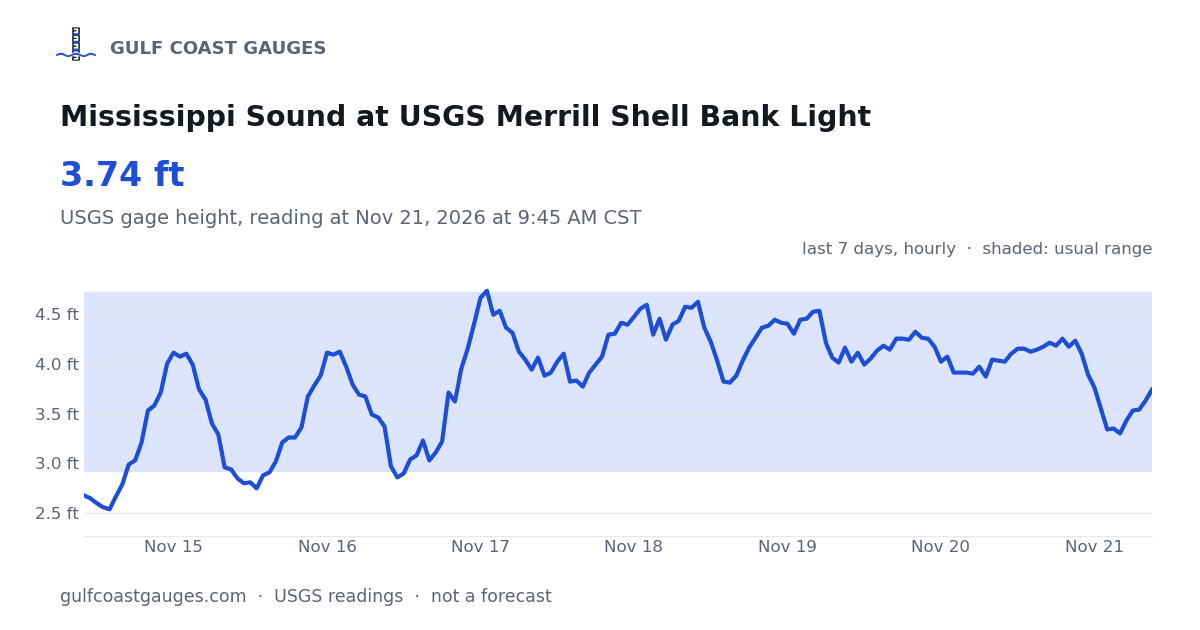 GULF COAST GAUGES
Mississippi Sound at USGS Merrill Shell Bank Light
3.74 ft
USGS gage height, reading at Nov 21, 2026 at 9:45 AM CST
last 7 days, hourly · shaded: usual range
4.5 ft
4.0 ft
3.5 ft
3.0 ft
2.5 ft
Nov 15 Nov 16 Nov 17 Nov 18 Nov 19 Nov 20 Nov 21
gulfcoastgauges.com · USGS readings · not a forecast